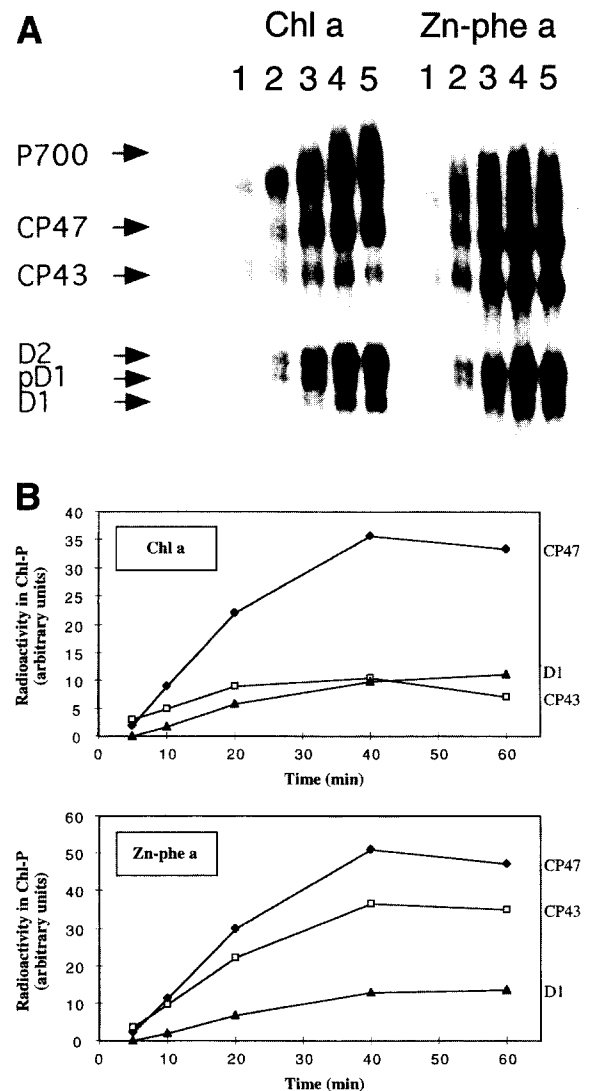 A
Chl a Zn-phe a
1 2 3 4 5 1 2 3 4 5
P700
CP47
CP43
D2
pD1
D1
B
Radioactivity in Chl-P
(arbitrary units)
40
35
30
25
20
15
10
5
0
Chl a
CP47
D1
CP43
0 10 20 30 40 50 60
Time (min)
Radioactivity in Chl-P
(arbitrary units)
60
50
40
30
20
10
0
Zn-phe a
CP47
CP43
D1
0 10 20 30 40 50 60
Time (min)